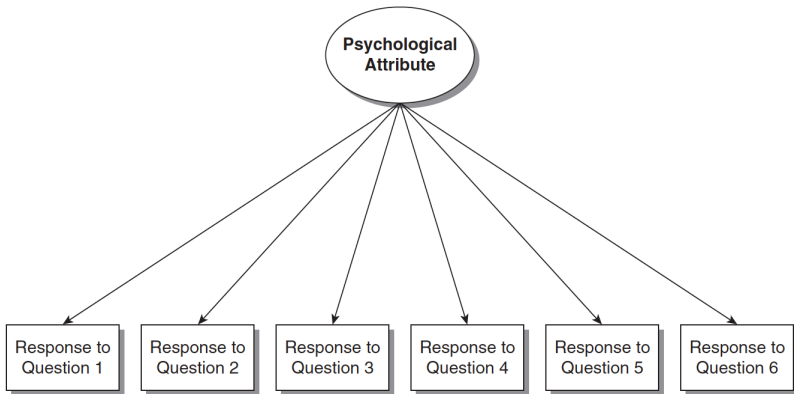 Psychological
Attribute
Response to
Question 1
Response to
Question 2
Response to
Question 3
Response to
Question 4
Response to
Question 5
Response to
Question 6